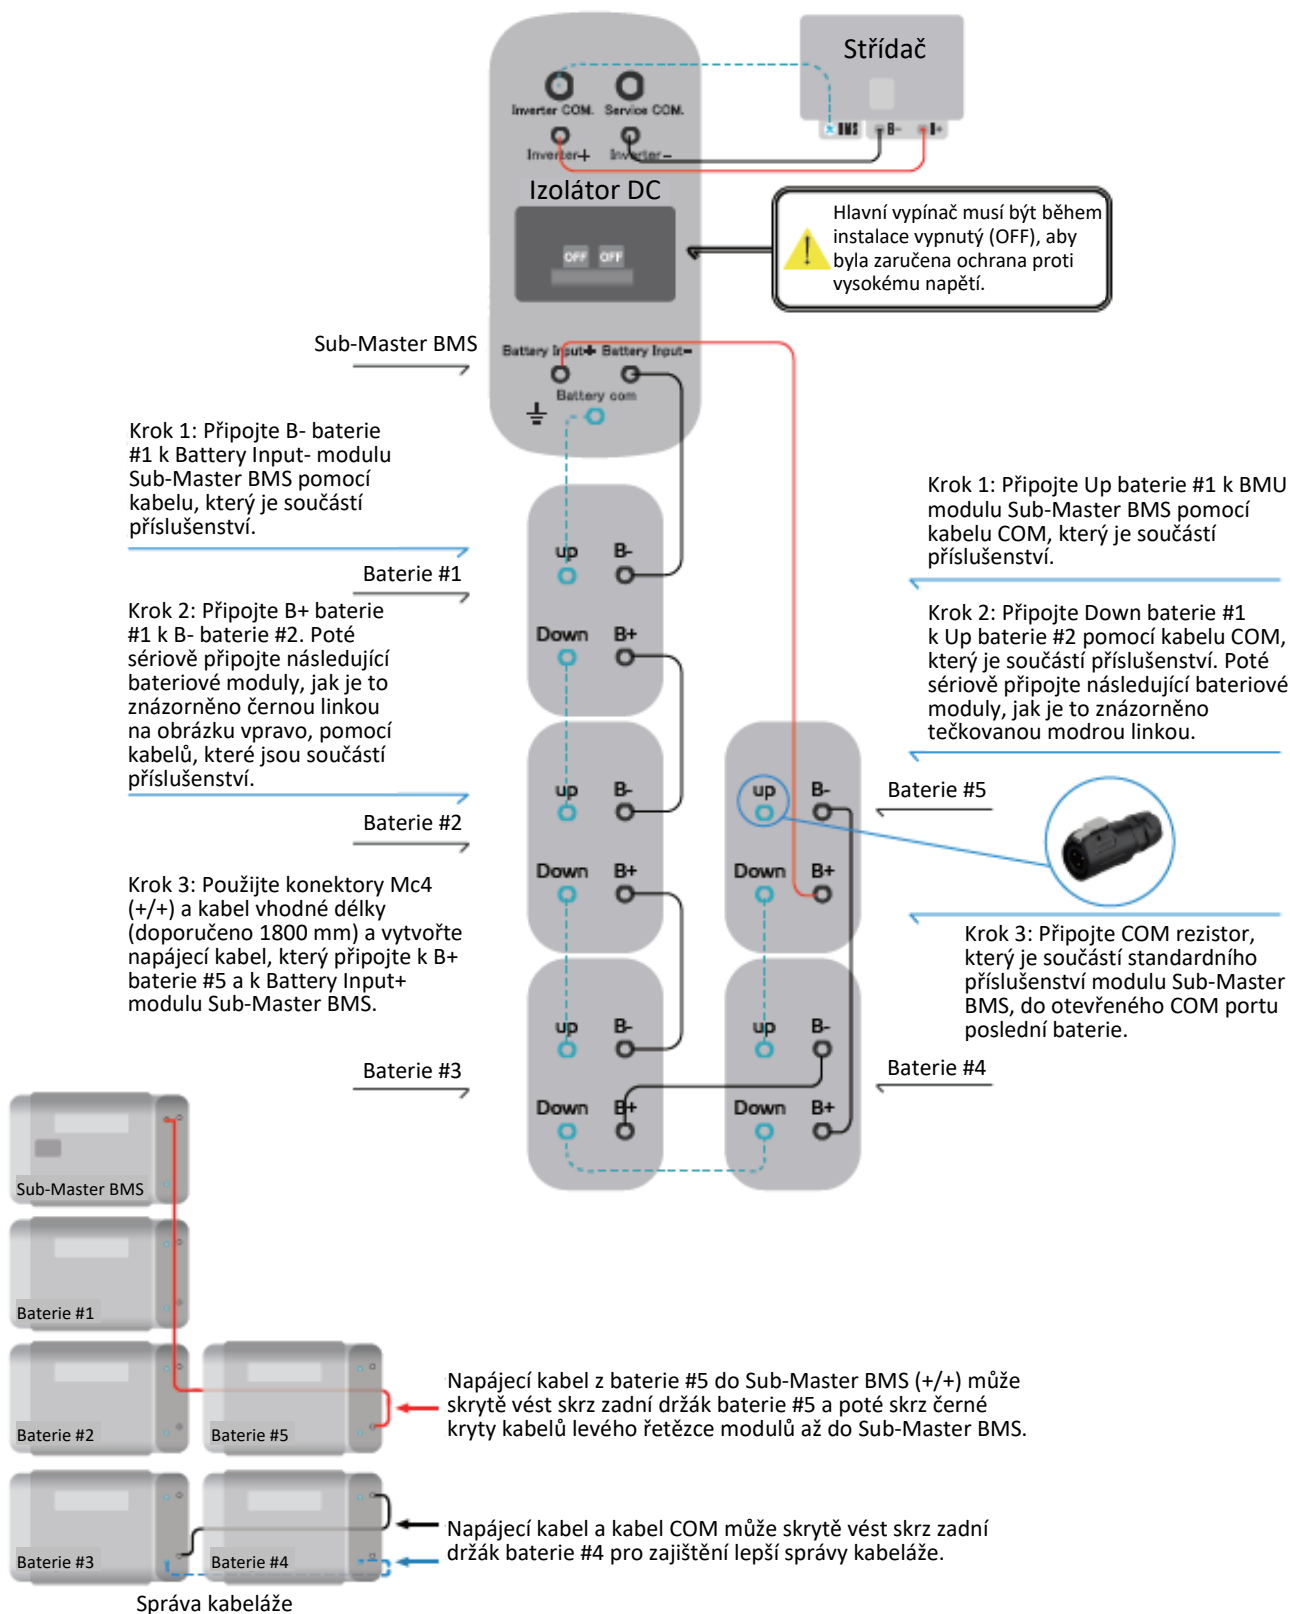 Střídač
Inverter COM. Service COM.
BMS B- B+
Inverter+ Inverter-
Izolátor DC
OFF OFF
Hlavní vypínač musí být během
instalace vypnutý (OFF), aby
byla zaručena ochrana proti
vysokému napětí.
Sub-Master BMS
Battery Input+ Battery Input-
Battery com
Krok 1: Připojte B- baterie
#1 k Battery Input- modulu
Sub-Master BMS pomocí
kabelu, který je součástí
příslušenství.
Baterie #1
Krok 2: Připojte B+ baterie
#1 k B- baterie #2. Poté
sériově připojte následující
bateriové moduly, jak je to
znázorněno černou linkou
na obrázku vpravo, pomocí
kabelů, které jsou součástí
příslušenství.
Baterie #2
Krok 3: Použijte konektory Mc4
(+/+) a kabel vhodné délky
(doporučeno 1800 mm) a vytvořte
napájecí kabel, který připojte k B+
baterie #5 a k Battery Input+
modulu Sub-Master BMS.
Baterie #3
up B-
Down B+
up B-
Down B+
up B-
Down B+
up B-
Down B+
up B-
Down B+
Krok 1: Připojte Up baterie #1 k BMU
modulu Sub-Master BMS pomocí
kabelu COM, který je součástí
příslušenství.
Krok 2: Připojte Down baterie #1
k Up baterie #2 pomocí kabelu COM,
který je součástí příslušenství. Poté
sériově připojte následující bateriové
moduly, jak je to znázorněno
tečkovanou modrou linkou.
Baterie #5
Krok 3: Připojte COM rezistor,
který je součástí standardního
příslušenství modulu Sub-Master
BMS, do otevřeného COM portu
poslední baterie.
Baterie #4
Sub-Master BMS
Baterie #1
Baterie #2
Baterie #5
Baterie #3
Baterie #4
Napájecí kabel z baterie #5 do Sub-Master BMS (+/+) může
skrytě vést skrz zadní držák baterie #5 a poté skrz černé
kryty kabelů levého řetězce modulů až do Sub-Master BMS.
Napájecí kabel a kabel COM může skrytě vést skrz zadní
držák baterie #4 pro zajištění lepší správy kabeláže.
Správa kabeláže